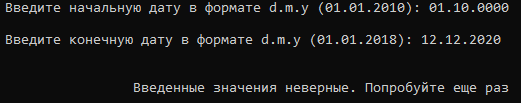 Введите начальную дату в формате d.m.y (01.01.2010): 01.10.0000
Введите конечную дату в формате d.m.y (01.01.2018): 12.12.2020
Введенные значения неверные. Попробуйте еще раз